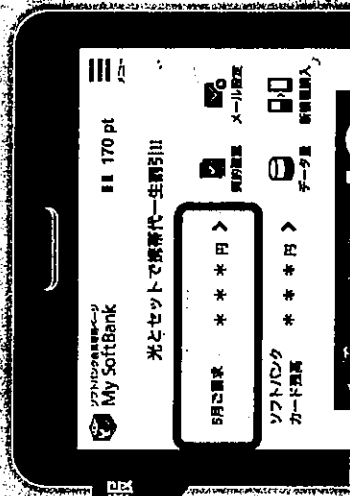 ソフトバンク会員専用ページ
My SoftBank
170 pt
メニュー
光とセットで携帯代一生割引!!
5月ご請求
***円 >
ソフトバンク
カード残高
***円 >
契約確認
メール設定
データ量
新機種購入